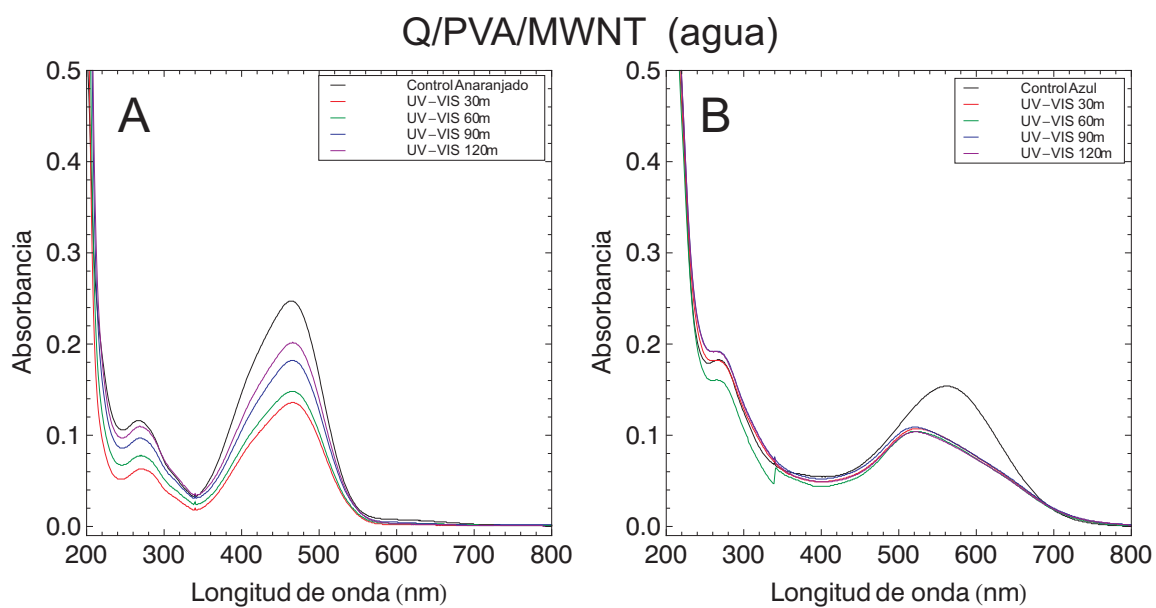 Q/PVA/MWNT (agua)
A
Control Anaranjado
UV-VIS 30m
UV-VIS 60m
UV-VIS 90m
UV-VIS 120m
Absorbancia
0.5
0.4
0.3
0.2
0.1
0.0
200 300 400 500 600 700 800
Longitud de onda (nm)
B
Control Azul
UV-VIS 30m
UV-VIS 60m
UV-VIS 90m
UV-VIS 120m
Absorbancia
0.5
0.4
0.3
0.2
0.1
0.0
200 300 400 500 600 700 800
Longitud de onda (nm)